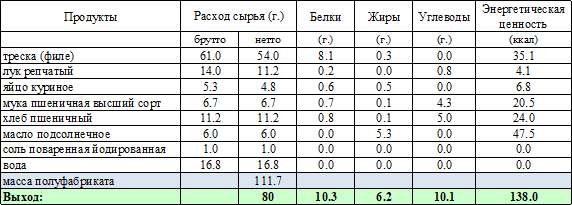 Продукты Расход сырья (г.) Белки Жиры Углеводы Энергетическая ценность
брутто нетто (г.) (г.) (г.) (ккал)
треска (филе) 61.0 54.0 8.1 0.3 0.0 35.1
лук репчатый 14.0 11.2 0.2 0.0 0.8 4.1
яйцо куриное 5.3 4.8 0.6 0.5 0.0 6.8
мука пшеничная высший сорт 6.7 6.7 0.7 0.1 4.3 20.5
хлеб пшеничный 11.2 11.2 0.8 0.1 5.0 24.0
масло подсолнечное 6.0 6.0 0.0 5.3 0.0 47.5
соль поваренная йодированная 1.0 1.0 0.0 0.0 0.0 0.0
вода 16.8 16.8 0.0 0.0 0.0 0.0
масса полуфабриката 111.7
Выход: 80 10.3 6.2 10.1 138.0